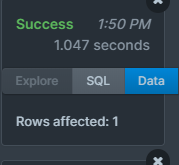 Success 1:50 PM
1.047 seconds
Explore SQL Data
Rows affected: 1